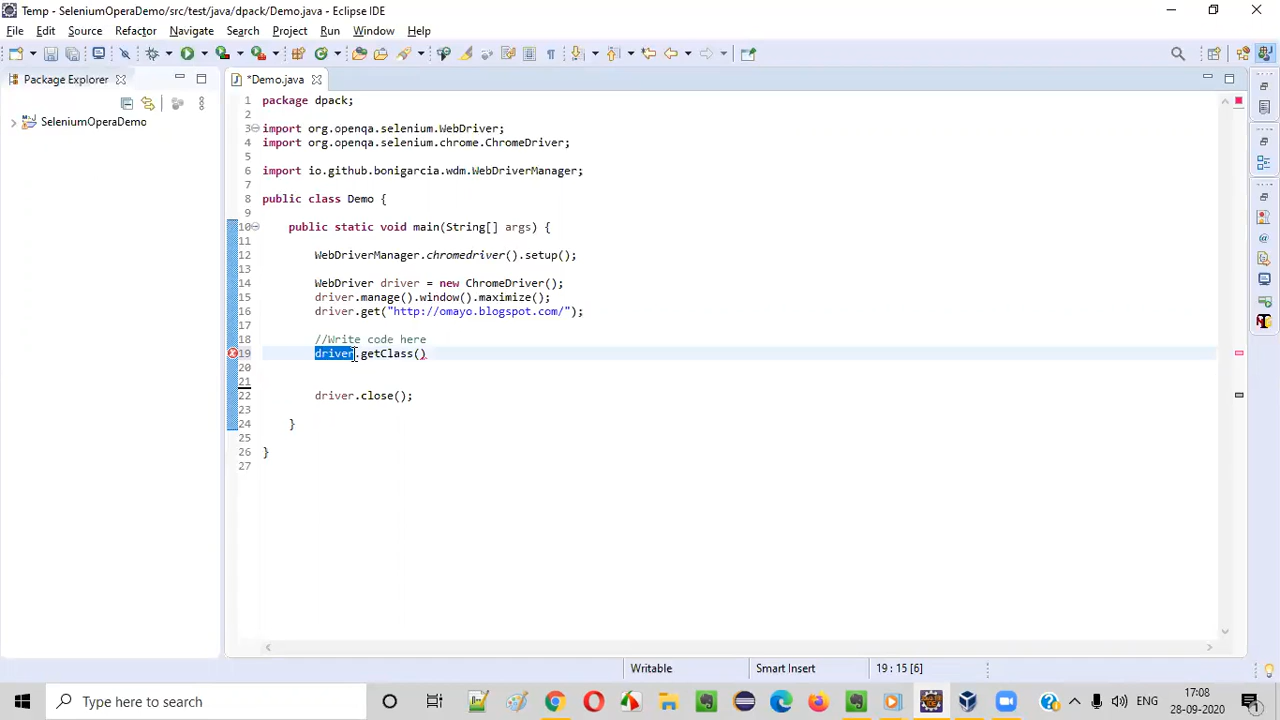 Temp - SeleniumOperaDemo/src/test/java/dpack/Demo.java - Eclipse IDE
File Edit Source Refactor Navigate Search Project Run Window Help
Package Explorer
*Demo.java
SeleniumOperaDemo
1 package dpack;
2
3 import org.openqa.selenium.WebDriver;
4 import org.openqa.selenium.chrome.ChromeDriver;
5
6 import io.github.bonigarcia.wdm.WebDriverManager;
7
8 public class Demo {
9
10 public static void main(String[] args) {
11
12 WebDriverManager.chromedriver().setup();
13
14 WebDriver driver = new ChromeDriver();
15 driver.manage().window().maximize();
16 driver.get("http://omayo.blogspot.com/");
17
18 //Write code here
19 driver.getClass()
20
21
22 driver.close();
23
24 }
25
26 }
27
Writable Smart Insert 19 : 15 [6]
Type here to search
ENG
7:08
28-09-2020
1